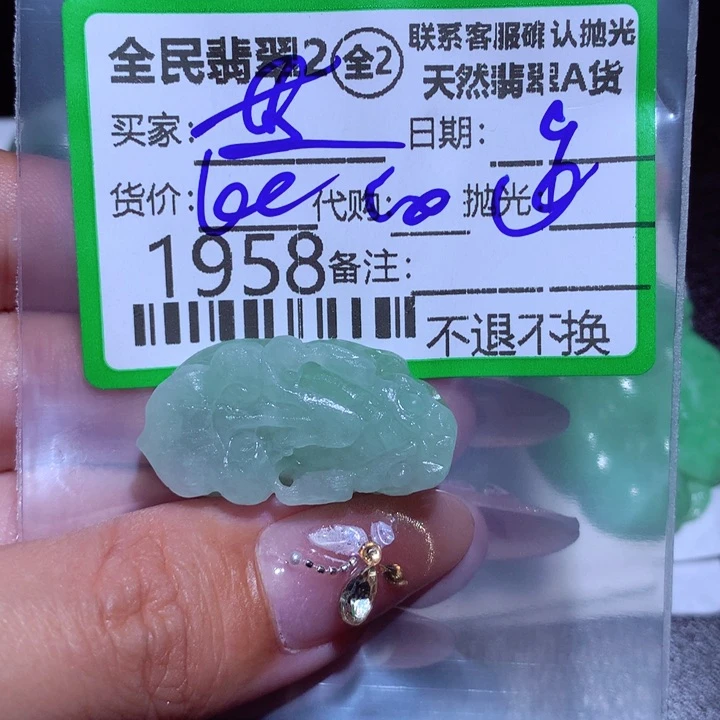 全民翡翠2 全2 联系客服确认抛光
天然翡翠A货
买家: 日期:
货价: 代购: 抛光:
1958 备注:
不退不换